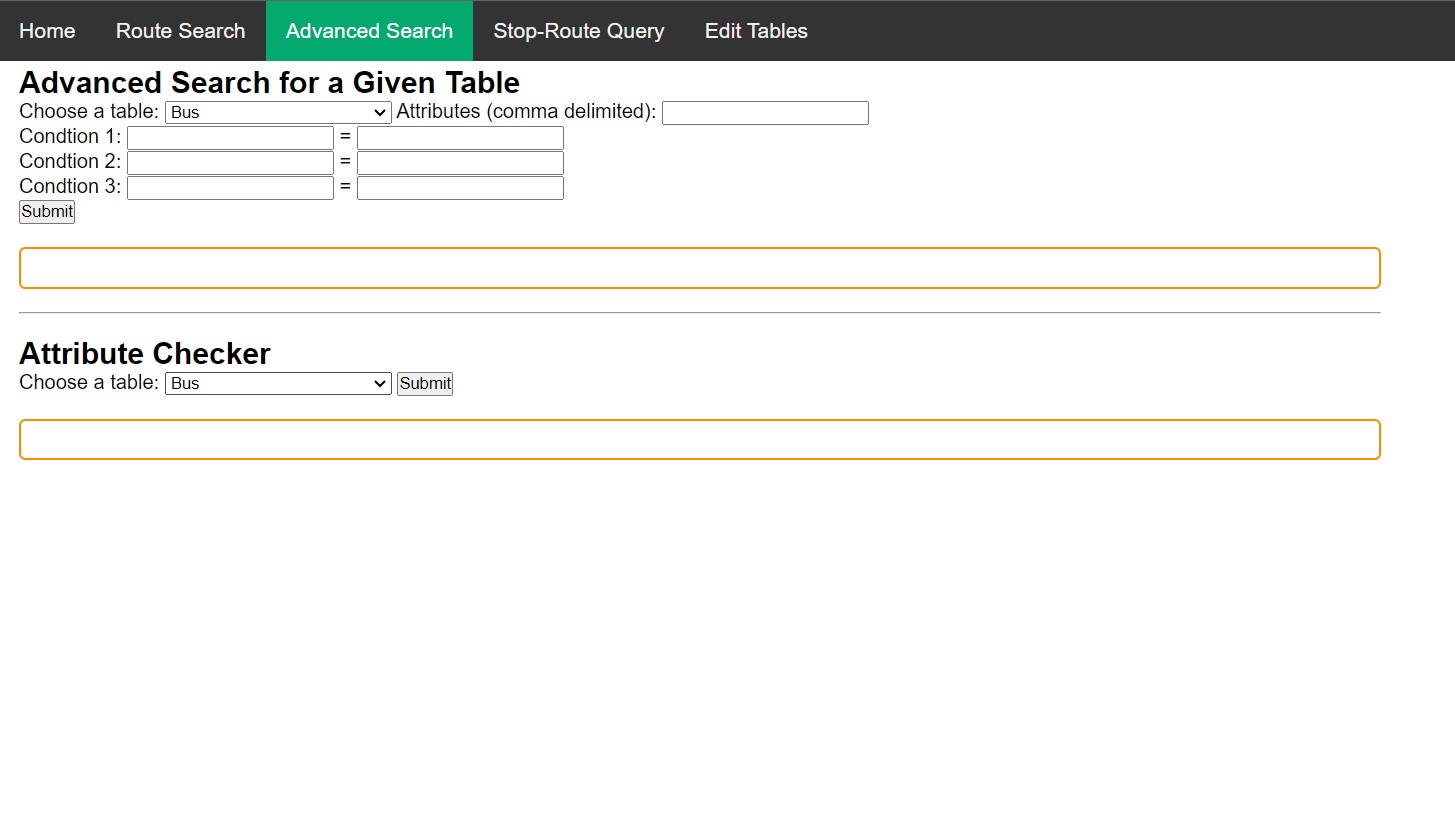 Home Route Search Advanced Search Stop-Route Query Edit Tables
Advanced Search for a Given Table
Choose a table: Bus Attributes (comma delimited):
Condtion 1: =
Condtion 2: =
Condtion 3: =
Submit
Attribute Checker
Choose a table: Bus Submit